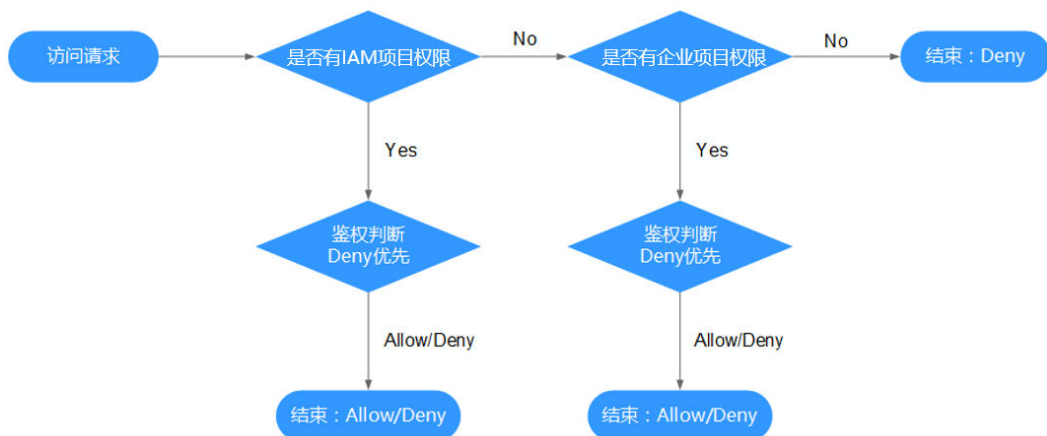 访问请求
是否有IAM项目权限
No
是否有企业项目权限
No
结束：Deny
Yes
Yes
鉴权判断
Deny优先
鉴权判断
Deny优先
Allow/Deny
Allow/Deny
结束：Allow/Deny
结束：Allow/Deny